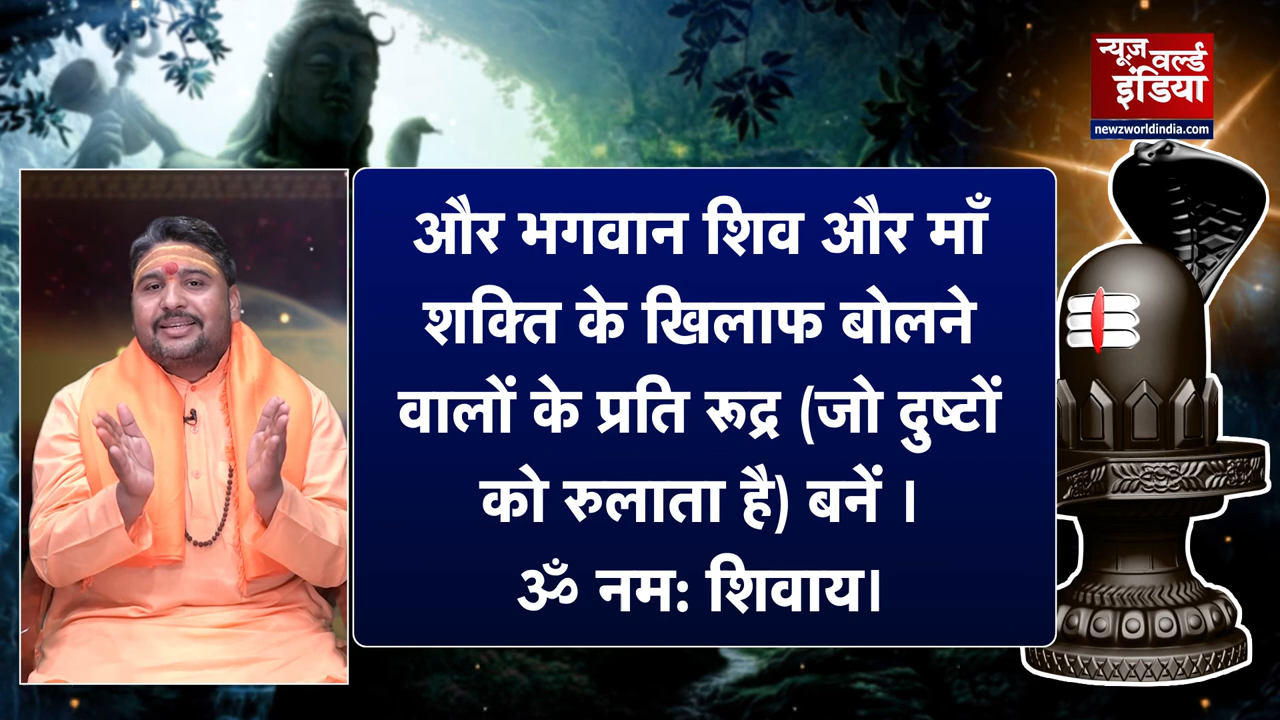 न्यूज़ वर्ल्ड
इंडिया
newzworldindia.com
और भगवान शिव और माँ
शक्ति के खिलाफ बोलने
वालों के प्रति रूद्र (जो दुष्टों
को रुलाता है) बनें ।
ॐ नम: शिवाय।